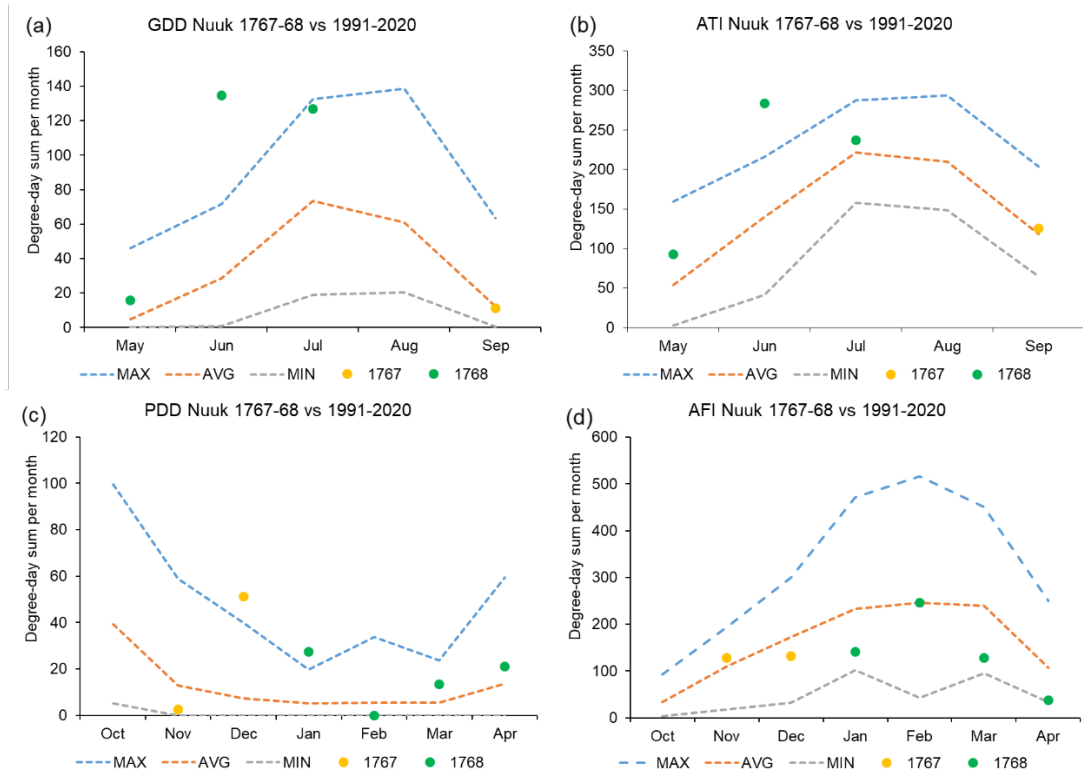 (a)
GDD Nuuk 1767-68 vs 1991-2020
Degree-day sum per month
160
140
120
100
80
60
40
20
0
May Jun Jul Aug Sep
MAX AVG MIN 1767 1768
(b)
ATI Nuuk 1767-68 vs 1991-2020
Degree-day sum per month
350
300
250
200
150
100
50
0
May Jun Jul Aug Sep
MAX AVG MIN 1767 1768
(c)
PDD Nuuk 1767-68 vs 1991-2020
Degree-day sum per month
120
100
80
60
40
20
0
Oct Nov Dec Jan Feb Mar Apr
MAX AVG MIN 1767 1768
(d)
AFI Nuuk 1767-68 vs 1991-2020
Degree-day sum per month
600
500
400
300
200
100
0
Oct Nov Dec Jan Feb Mar Apr
MAX AVG MIN 1767 1768